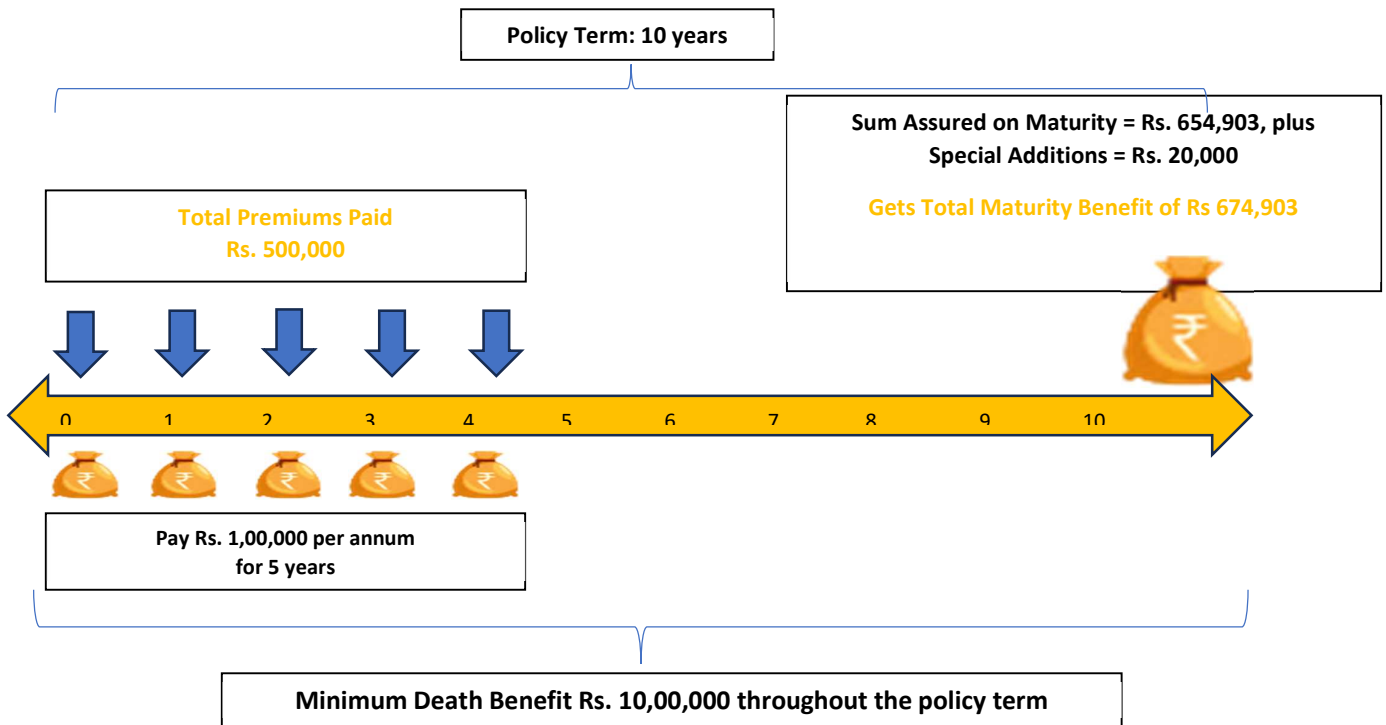 Policy Term: 10 years
Sum Assured on Maturity = Rs. 654,903, plus
Special Additions = Rs. 20,000
Gets Total Maturity Benefit of Rs 674,903
Total Premiums Paid
Rs. 500,000
0 1 2 3 4 5 6 7 8 9 10
₹ ₹ ₹ ₹ ₹
₹
Pay Rs. 1,00,000 per annum
for 5 years
Minimum Death Benefit Rs. 10,00,000 throughout the policy term